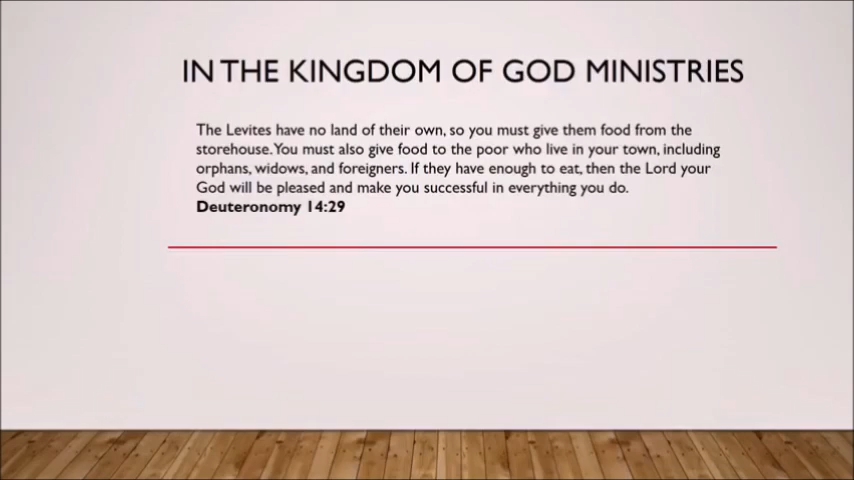 IN THE KINGDOM OF GOD MINISTRIES
The Levites have no land of their own, so you must give them food from the
storehouse. You must also give food to the poor who live in your town, including
orphans, widows, and foreigners. If they have enough to eat, then the Lord your
God will be pleased and make you successful in everything you do.
Deuteronomy 14:29